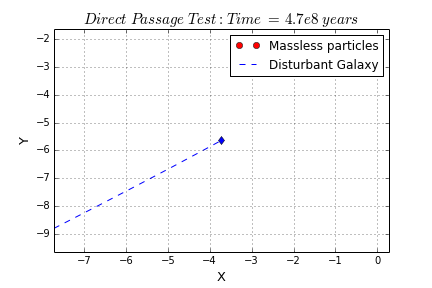 Direct Passage Test : Time = 4.7e8 years
Massless particles
Disturbant Galaxy
Y
−2
−3
−4
−5
−6
−7
−8
−9
−7 −6 −5 −4 −3 −2 −1 0
X